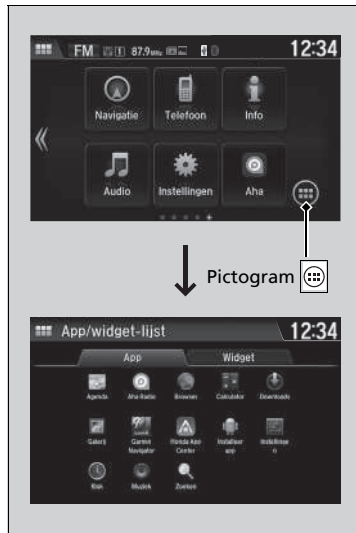 FM 87.9 12:34
Navigatie Telefoon Info
Audio Instellingen Aha
Pictogram
App/widget-lijst 12:34
App Widget
Agenda Aha Radio Browser Calculator Downloads
Galerij Garmin Honda App Installeer Instellinge
Navigator Center app n
Klok Muziek Zoeken